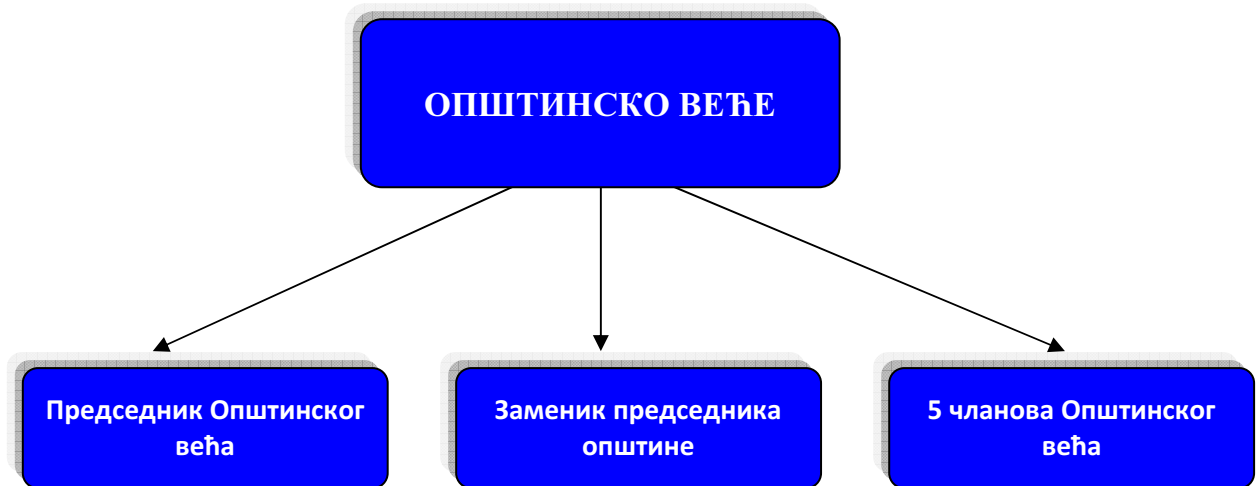 ОПШТИНСКО ВЕЋЕ
Председник Општинског
већа
Заменик председника
општине
5 чланова Општинског
већа